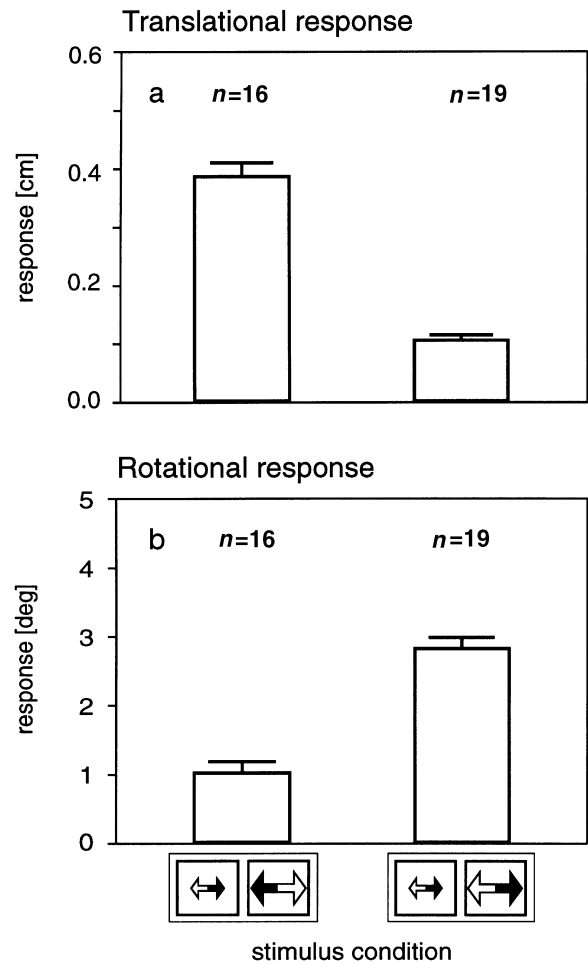 Translational response
0.6
a n=16 n=19
0.4
response [cm]
0.2
0.0
Rotational response
5
b n=16 n=19
4
3
response [deg]
2
1
0
stimulus condition